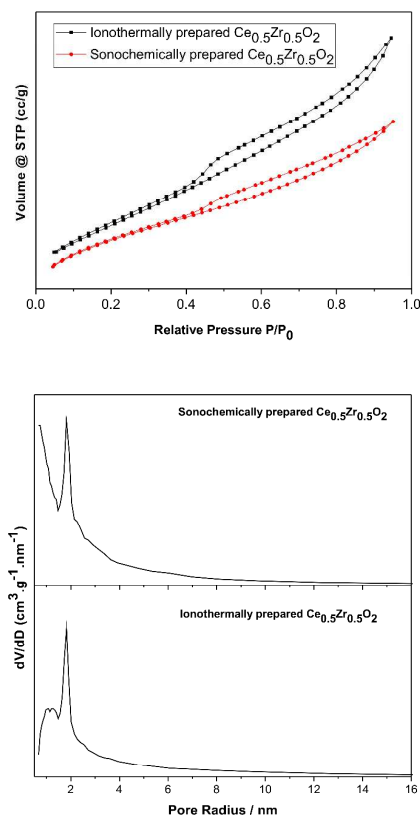 Ionothermally prepared Ce0.5Zr0.5O2
Sonochemically prepared Ce0.5Zr0.5O2
Volume @ STP (cc/g)
0.0 0.2 0.4 0.6 0.8 1.0
Relative Pressure P/P0
Sonochemically prepared Ce0.5Zr0.5O2
Ionothermally prepared Ce0.5Zr0.5O2
dV/dD (cm3.g-1.nm-1)
2 4 6 8 10 12 14 16
Pore Radius / nm